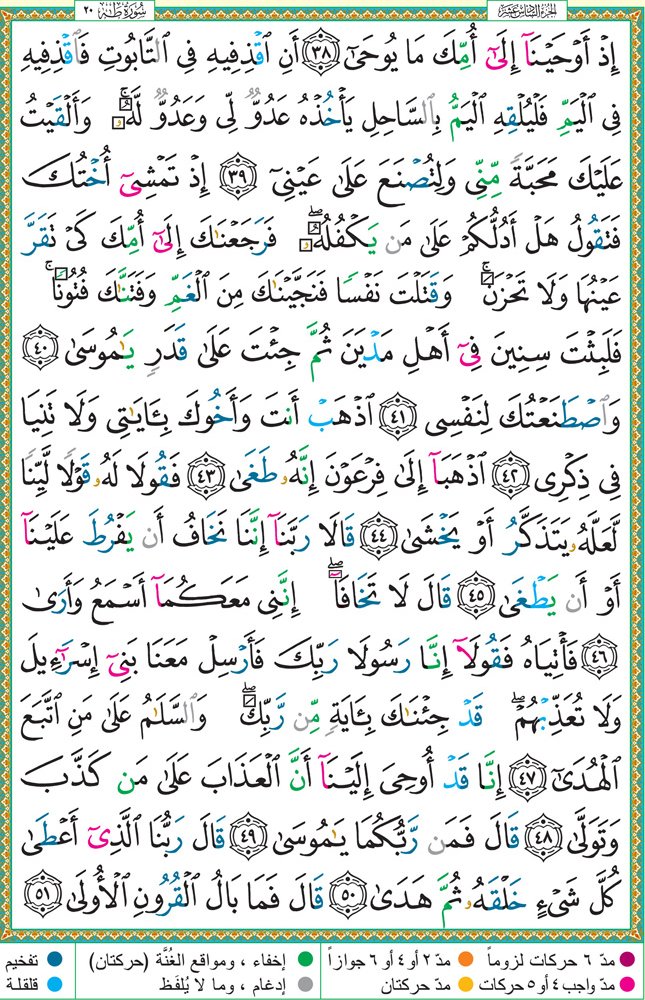 الجزء السادس عشر
سورة طه ٢٠
إِذْ أَوْحَيْنَآ إِلَىٰٓ أُمِّكَ مَا يُوحَىٰٓ ٣٨ أَنِ ٱقْذِفِيهِ فِى ٱلتَّابُوتِ فَٱقْذِفِيهِ
فِى ٱلْيَمِّ فَلْيُلْقِهِ ٱلْيَمُّ بِٱلسَّاحِلِ يَأْخُذْهُ عَدُوٌّ لِّى وَعَدُوٌّ لَّهُۥ ۚ وَأَلْقَيْتُ
عَلَيْكَ مَحَبَّةً مِّنِّى وَلِتُصْنَعَ عَلَىٰ عَيْنِىٓ ٣٩ إِذْ تَمْشِىٓ أُخْتُكَ
فَتَقُولُ هَلْ أَدُلُّكُمْ عَلَىٰ مَن يَكْفُلُهُۥ ۖ فَرَجَعْنَٰكَ إِلَىٰٓ أُمِّكَ كَىْ تَقَرَّ
عَيْنُهَا وَلَا تَحْزَنَ ۚ وَقَتَلْتَ نَفْسًا فَنَجَّيْنَٰكَ مِنَ ٱلْغَمِّ وَفَتَنَّٰكَ فُتُونًا ۚ
فَلَبِثْتَ سِنِينَ فِىٓ أَهْلِ مَدْيَنَ ثُمَّ جِئْتَ عَلَىٰ قَدَرٍ يَٰمُوسَىٰ ٤٠
وَٱصْطَنَعْتُكَ لِنَفْسِى ٤١ ٱذْهَبْ أَنتَ وَأَخُوكَ بِـَٔايَٰتِى وَلَا تَنِيَا
فِى ذِكْرِى ٤٢ ٱذْهَبَآ إِلَىٰ فِرْعَوْنَ إِنَّهُۥ طَغَىٰ ٤٣ فَقُولَا لَهُۥ قَوْلًا لَّيِّنًا
لَّعَلَّهُۥ يَتَذَكَّرُ أَوْ يَخْشَىٰ ٤٤ قَالَا رَبَّنَآ إِنَّنَا نَخَافُ أَن يَفْرُطَ عَلَيْنَآ
أَوْ أَن يَطْغَىٰ ٤٥ قَالَ لَا تَخَافَآ ۖ إِنَّنِى مَعَكُمَآ أَسْمَعُ وَأَرَىٰ
٤٦ فَأْتِيَاهُ فَقُولَآ إِنَّا رَسُولَا رَبِّكَ فَأَرْسِلْ مَعَنَا بَنِىٓ إِسْرَٰٓءِيلَ
وَلَا تُعَذِّبْهُمْ ۖ قَدْ جِئْنَٰكَ بِـَٔايَةٍ مِّن رَّبِّكَ ۖ وَٱلسَّلَٰمُ عَلَىٰ مَنِ ٱتَّبَعَ
ٱلْهُدَىٰٓ ٤٧ إِنَّا قَدْ أُوحِىَ إِلَيْنَآ أَنَّ ٱلْعَذَابَ عَلَىٰ مَن كَذَّبَ
وَتَوَلَّىٰ ٤٨ قَالَ فَمَن رَّبُّكُمَا يَٰمُوسَىٰ ٤٩ قَالَ رَبُّنَا ٱلَّذِىٓ أَعْطَىٰ
كُلَّ شَىْءٍ خَلْقَهُۥ ثُمَّ هَدَىٰ ٥٠ قَالَ فَمَا بَالُ ٱلْقُرُونِ ٱلْأُولَىٰ ٥١
مدّ ٦ حركات لزوماً مدّ ٢ أو ٤ أو ٦ جوازاً إخفاء ، ومواقع الغُنَّة (حركتان) تفخيم
مدّ واجب ٤ أو ٥ حركات مدّ حركتان إدغام ، وما لا يُلفَظ قلقلة